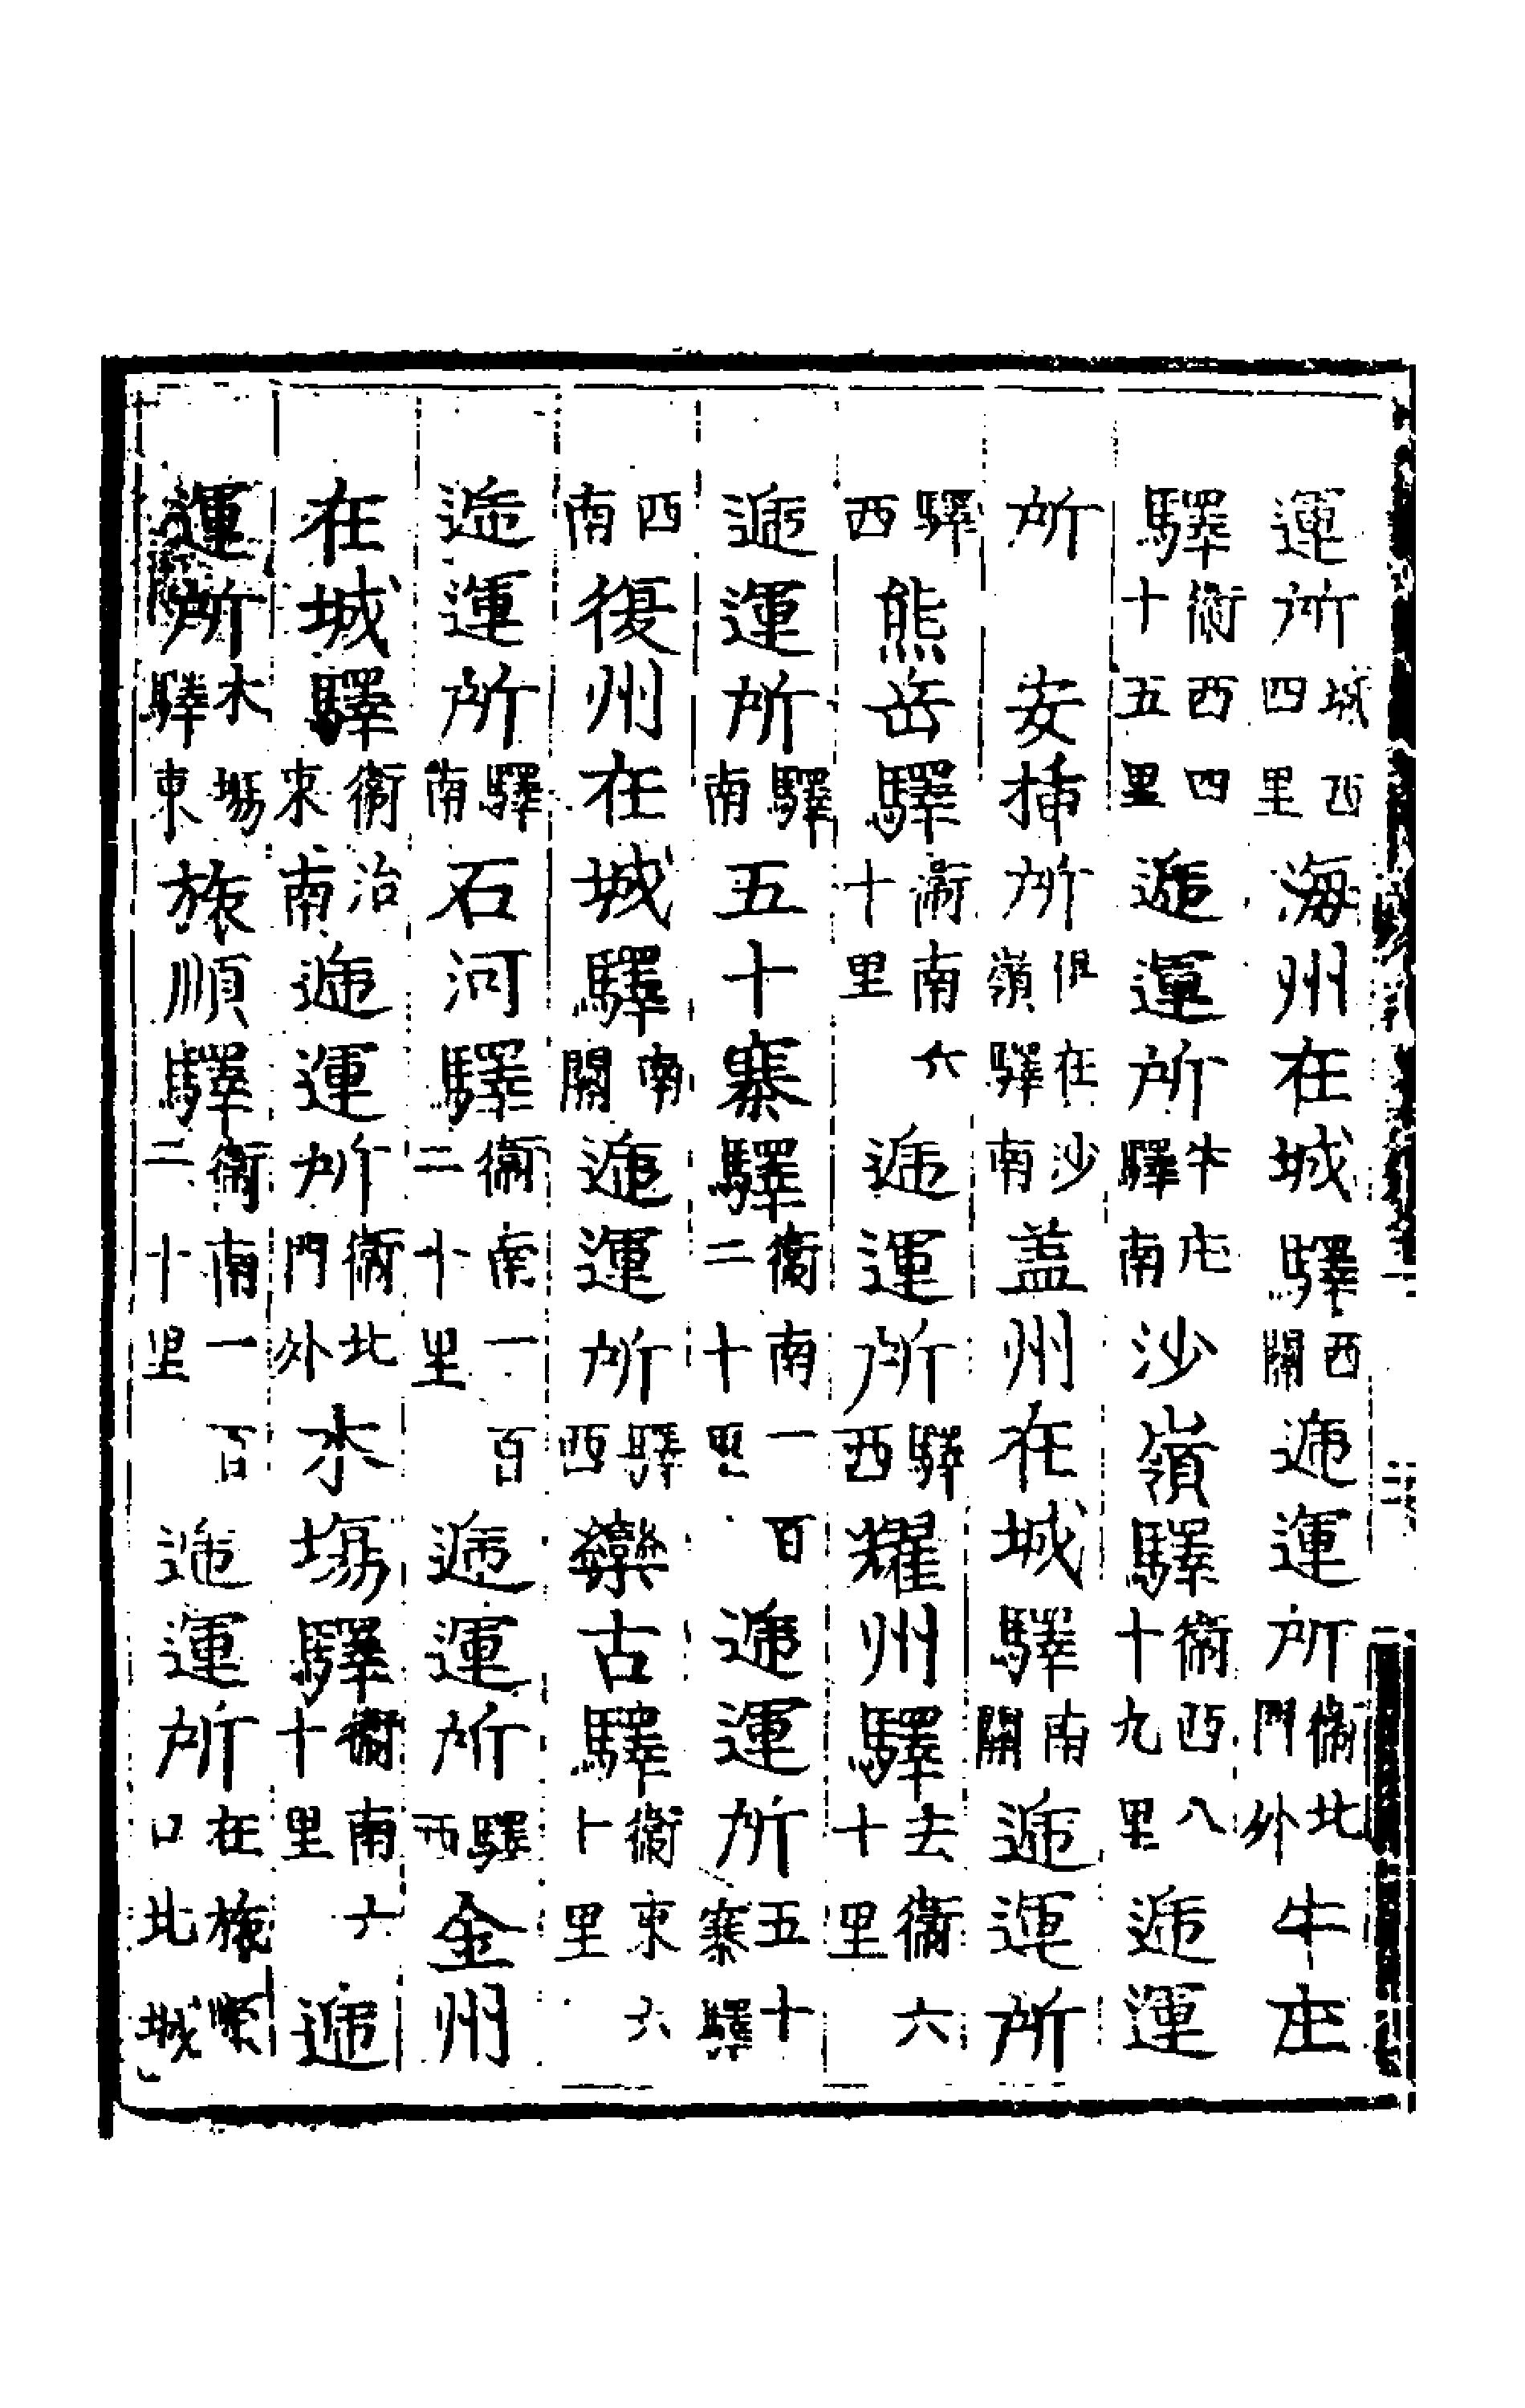 運所城西四里海州在城驛西關遞運所衛北門外牛庄
驛衛西四十五里遞運所牛庄驛南沙嶺驛衛西八十九里遞運
所　安插所俱在沙嶺驛南盖州在城驛南關遞運所
驛西熊岳驛衛南六十里遞運所驛西耀州驛去衛六十里
遞運所驛南五十寨驛衛南一百二十里遞運所五十寨驛
西南復州在城驛南關遞運所驛西欒古驛衛東六十里
遞運所驛南石河驛衛南一百二十里遞運所驛西金州
在城驛衛治東南遞運所衛北門外木塲驛衛南六十里遞
運所木塲驛東旅順驛衛南一百二十里遞運所在旅順口北城